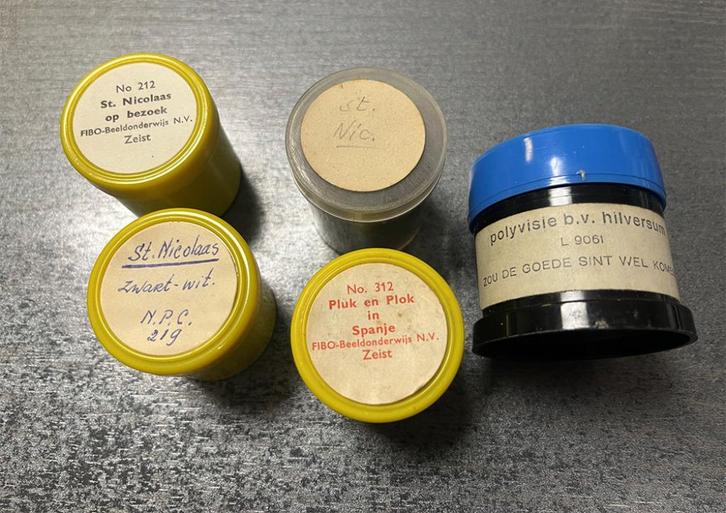 No 212
St. Nicolaas
op bezoek
FIBO-Beeldonderwijs N.V.
Zeist
St.
Nic.
polyvisie b.v. hilversum
L 9061
ZOU DE GOEDE SINT WEL KOM
St. Nicolaas
zwart-wit.
N.P.C.
219
No. 312
Pluk en Plok
in
Spanje
FIBO-Beeldonderwijs N.V.
Zeist